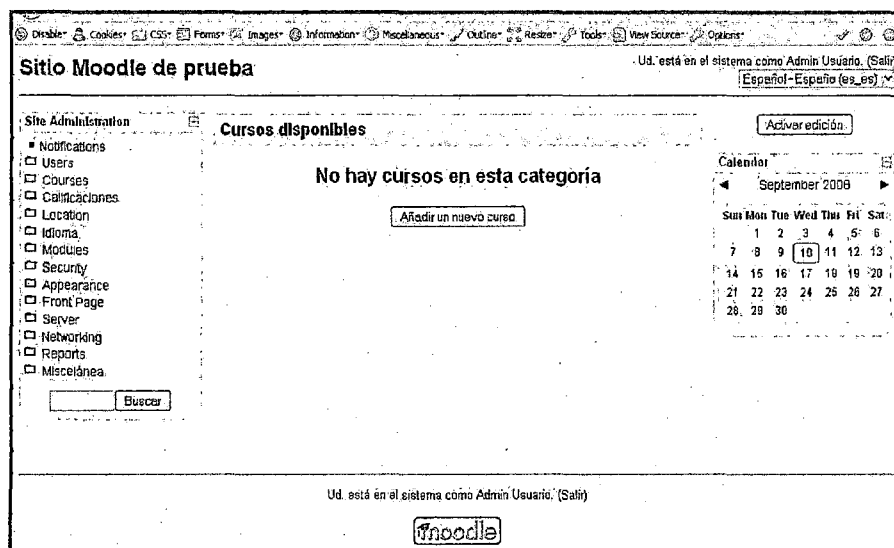 Disable Cookies CSS Forms Images Information Miscellaneous Outline Resize Tools View Source Options
Sitio Moodle de prueba
Ud. está en el sistema como Admin Usuario. (Salir
Español - España (es_es)
Site Administration
Notifications
Users
Courses
Calificaciones
Location
Idioma
Modules
Security
Appearance
Front Page
Server
Networking
Reports
Miscelánea
Buscar
Cursos disponibles
No hay cursos en esta categoría
Añadir un nuevo curso
Activar edición
Calendar
◄ September 2008 ►
Sun Mon Tue Wed Thu Fri Sat
1 2 3 4 5 6
7 8 9 10 11 12 13
14 15 16 17 18 19 20
21 22 23 24 25 26 27
28 29 30
Ud. está en el sistema como Admin Usuario. (Salir)
moodle